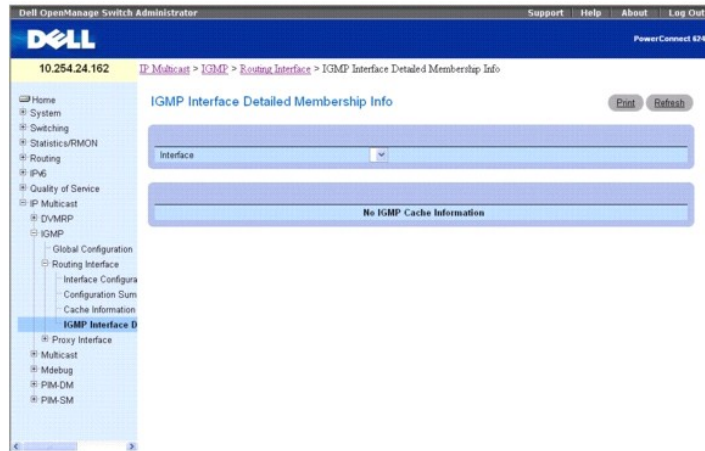 Dell OpenManage Switch Administrator Support Help About Log Out
DELL PowerConnect 624
10.254.24.162 IP Multicast > IGMP > Routing Interface > IGMP Interface Detailed Membership Info
Home
System
Switching
Statistics/RMON
Routing
IPv6
Quality of Service
IP Multicast
DVMRP
IGMP
Global Configuration
Routing Interface
Interface Configura
Configuration Sum
Cache Information
IGMP Interface D
Proxy Interface
Multicast
Mdebug
PIM-DM
PIM-SM
IGMP Interface Detailed Membership Info Print Refresh
Interface
No IGMP Cache Information